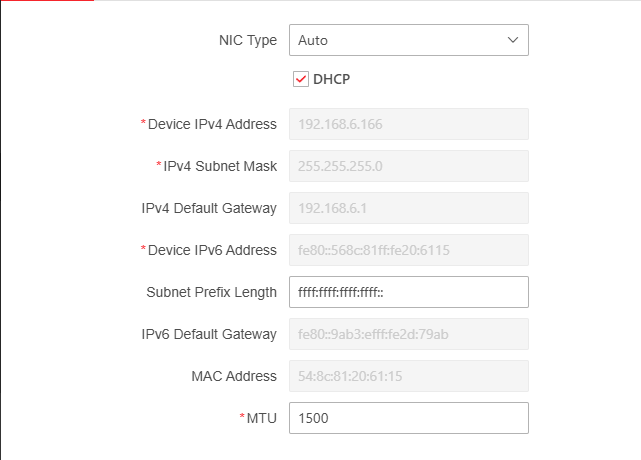 NIC Type Auto
DHCP
*Device IPv4 Address 192.168.6.166
*IPv4 Subnet Mask 255.255.255.0
IPv4 Default Gateway 192.168.6.1
*Device IPv6 Address fe80::568c:81ff:fe20:6115
Subnet Prefix Length ffff:ffff:ffff:ffff::
IPv6 Default Gateway fe80::9ab3:efff:fe2d:79ab
MAC Address 54:8c:81:20:61:15
*MTU 1500